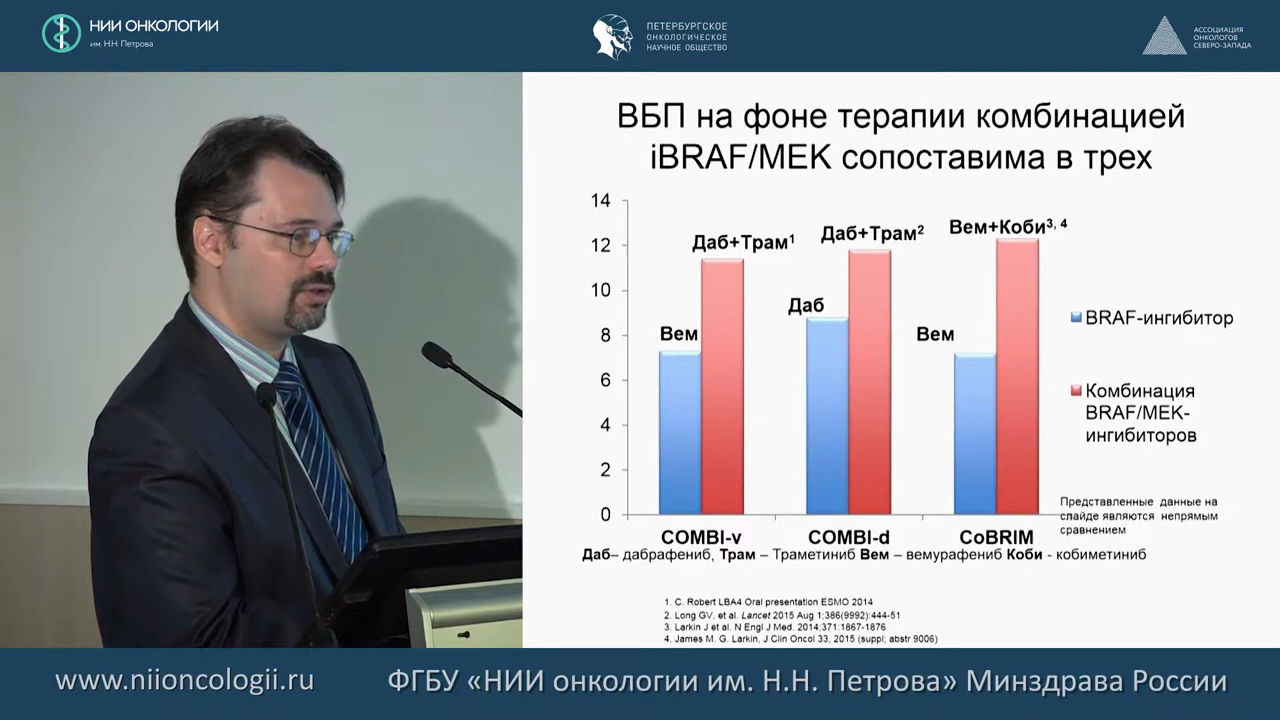 НИИ ОНКОЛОГИИ
им. Н.Н. Петрова
ПЕТЕРБУРГСКОЕ
ОНКОЛОГИЧЕСКОЕ
НАУЧНОЕ ОБЩЕСТВО
АССОЦИАЦИЯ
ОНКОЛОГОВ
СЕВЕРО-ЗАПАДА
ВБП на фоне терапии комбинацией
iBRAF/MEK сопоставима в трех
14
12
10
8
6
4
2
0
Вем
Даб+Трам1
Даб
Даб+Трам2
Вем
Вем+Коби3, 4
BRAF-ингибитор
Комбинация
BRAF/MEK-
ингибиторов
COMBI-v
COMBI-d
CoBRIM
Представленные данные на
слайде являются непрямым
сравнением
Даб– дабрафениб, Трам – Траметиниб Вем – вемурафениб Коби - кобиметиниб
1. C. Robert LBA4 Oral presentation ESMO 2014
2. Long GV, et al. Lancet 2015 Aug 1;386(9992):444-51
3. Larkin J et al. N Engl J Med. 2014;371:1867-1876
4. James M. G. Larkin, J Clin Oncol 33, 2015 (suppl; abstr 9006)
www.niioncologii.ru
ФГБУ «НИИ онкологии им. Н.Н. Петрова» Минздрава России